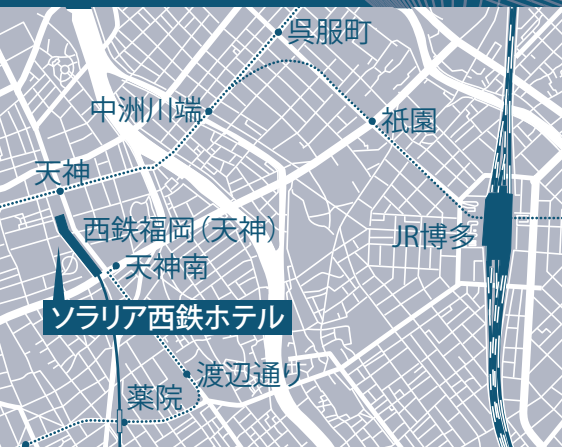 呉服町
中洲川端
祇園
天神
西鉄福岡（天神）
JR博多
天神南
ソラリア西鉄ホテル
渡辺通り
薬院